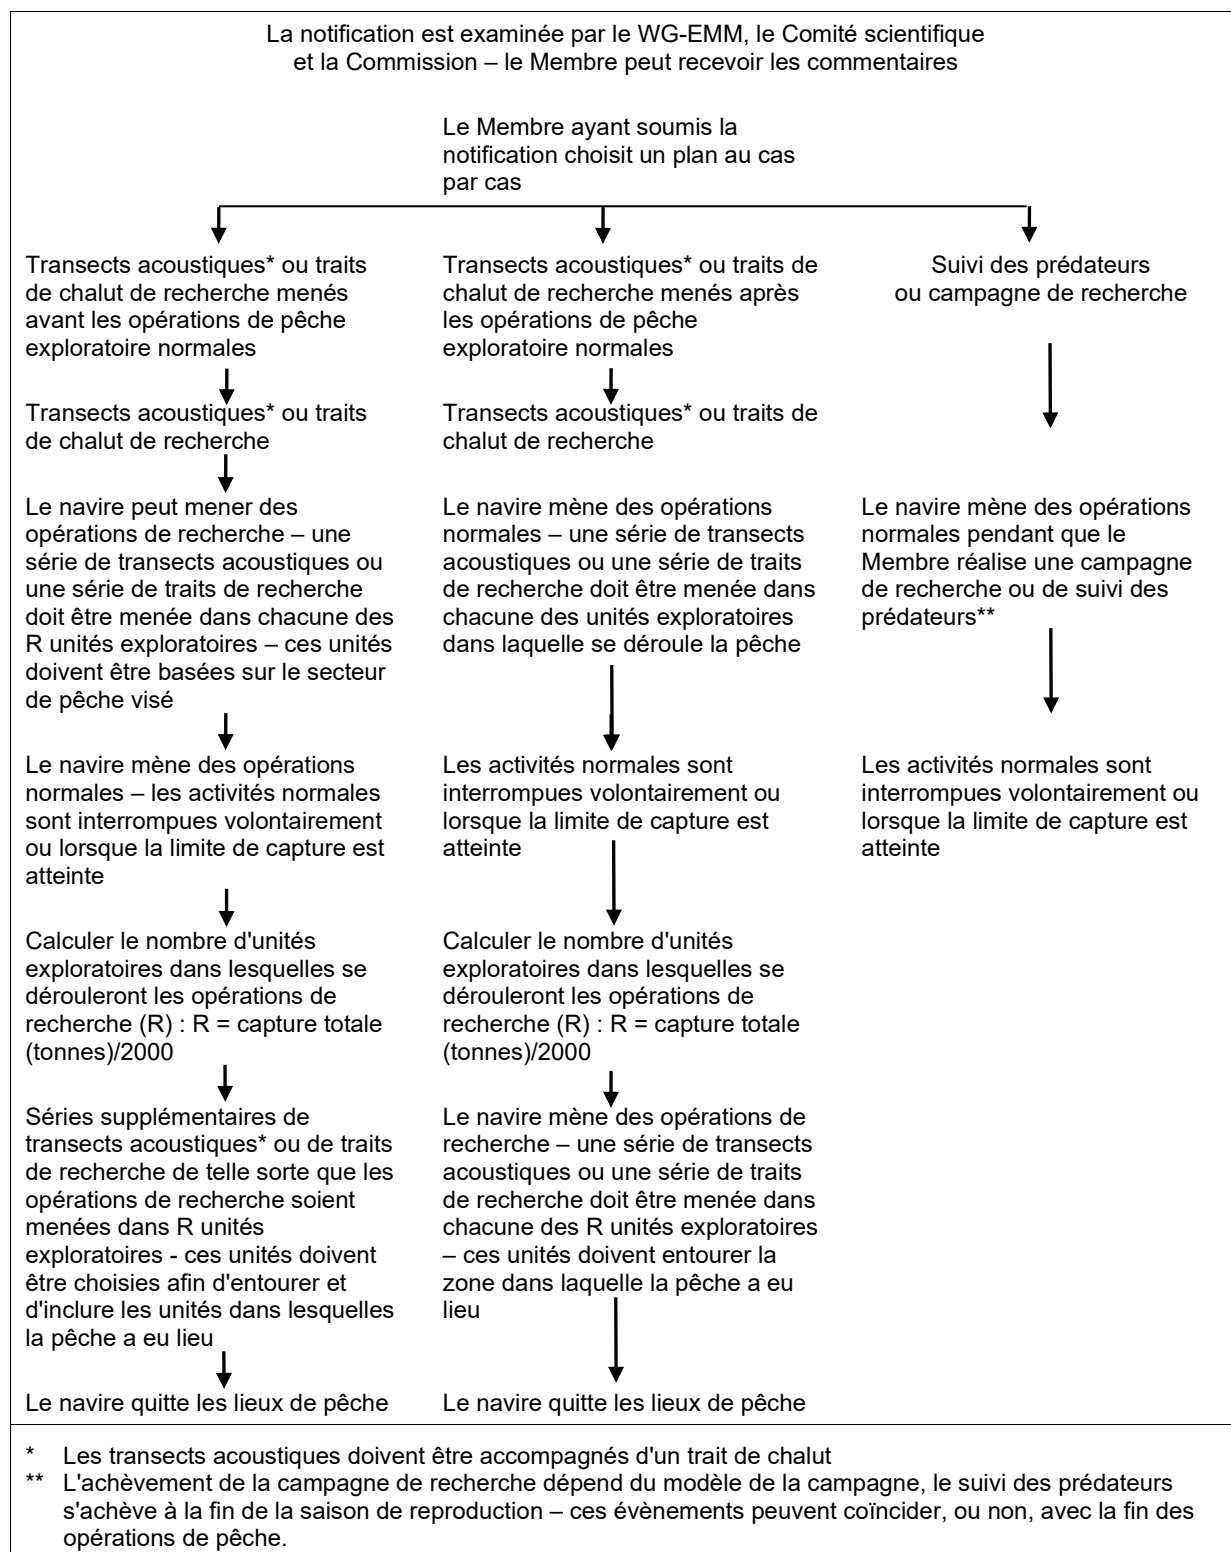 La notification est examinée par le WG-EMM, le Comité scientifique
et la Commission – le Membre peut recevoir les commentaires
Le Membre ayant soumis la
notification choisit un plan au cas
par cas
Transects acoustiques* ou traits
de chalut de recherche menés
avant les opérations de pêche
exploratoire normales
Transects acoustiques* ou traits
de chalut de recherche
Le navire peut mener des
opérations de recherche – une
série de transects acoustiques ou
une série de traits de recherche
doit être menée dans chacune des
R unités exploratoires – ces unités
doivent être basées sur le secteur
de pêche visé
Le navire mène des opérations
normales – les activités normales
sont interrompues volontairement
ou lorsque la limite de capture est
atteinte
Calculer le nombre d'unités
exploratoires dans lesquelles se
dérouleront les opérations de
recherche (R) : R = capture totale
(tonnes)/2000
Séries supplémentaires de
transects acoustiques* ou de traits
de recherche de telle sorte que les
opérations de recherche soient
menées dans R unités
exploratoires - ces unités doivent
être choisies afin d'entourer et
d'inclure les unités dans lesquelles
la pêche a eu lieu
Le navire quitte les lieux de pêche
Transects acoustiques* ou traits de
chalut de recherche menés après
les opérations de pêche
exploratoire normales
Transects acoustiques* ou traits de
chalut de recherche
Le navire mène des opérations
normales – une série de transects
acoustiques ou une série de traits
de recherche doit être menée dans
chacune des unités exploratoires
dans laquelle se déroule la pêche
Les activités normales sont
interrompues volontairement ou
lorsque la limite de capture est
atteinte
Calculer le nombre d'unités
exploratoires dans lesquelles se
dérouleront les opérations de
recherche (R) : R = capture totale
(tonnes)/2000
Le navire mène des opérations de
recherche – une série de transects
acoustiques ou une série de traits
de recherche doit être menée dans
chacune des R unités exploratoires
– ces unités doivent entourer la
zone dans laquelle la pêche a eu
lieu
Le navire quitte les lieux de pêche
Suivi des prédateurs
ou campagne de recherche
Le navire mène des opérations
normales pendant que le
Membre réalise une campagne
de recherche ou de suivi des
prédateurs**
Les activités normales sont
interrompues volontairement ou
lorsque la limite de capture est
atteinte
* Les transects acoustiques doivent être accompagnés d'un trait de chalut
** L'achèvement de la campagne de recherche dépend du modèle de la campagne, le suivi des prédateurs
s'achève à la fin de la saison de reproduction – ces évènements peuvent coïncider, ou non, avec la fin des
opérations de pêche.